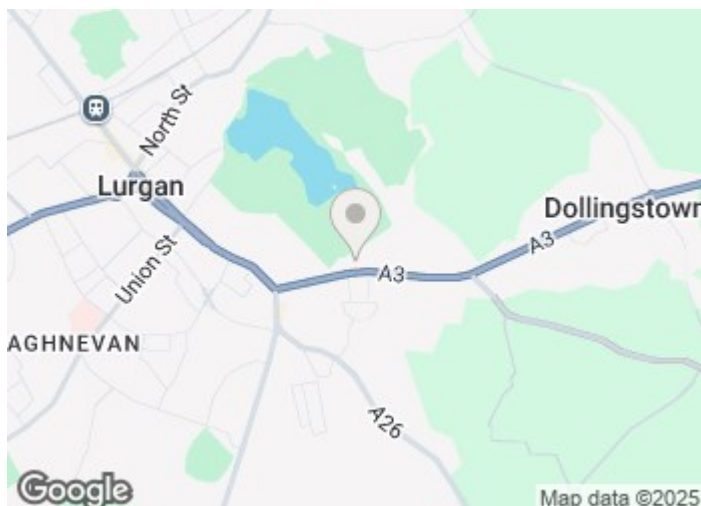 North St
Lurgan
Dollingstown
A3
Union St
A3
AGHNEVAN
A26
Google
Map data ©2025